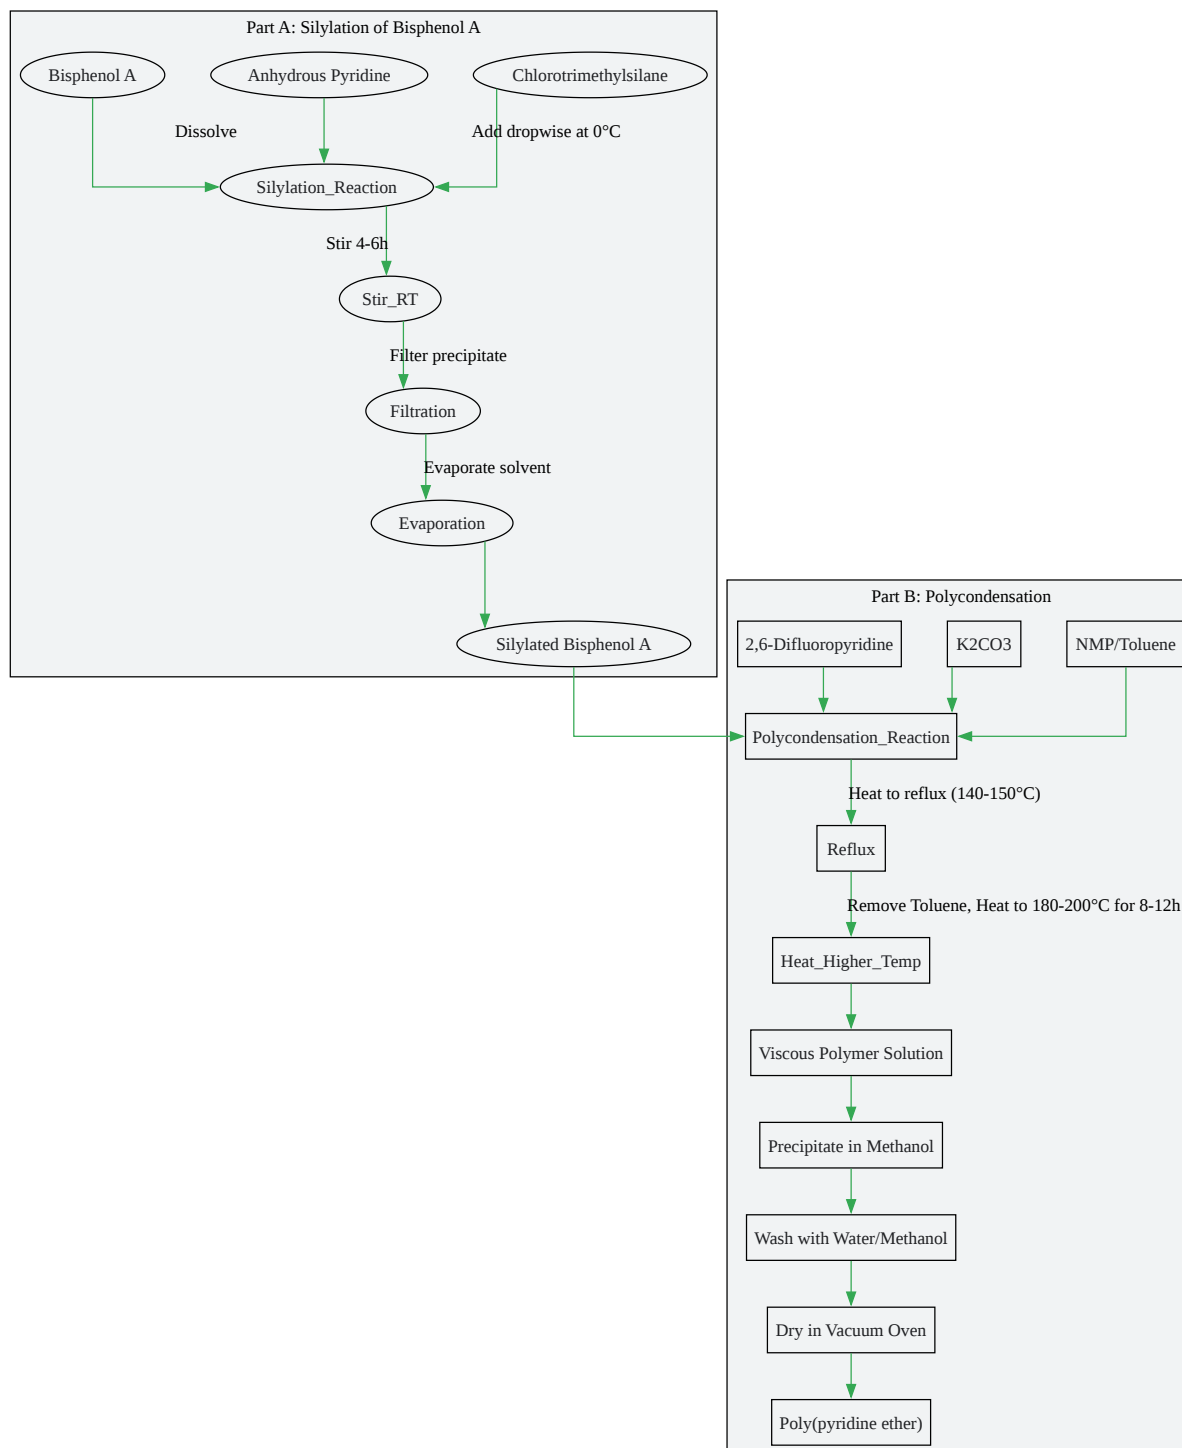 Part A: Silylation of Bisphenol A
Bisphenol A
Anhydrous Pyridine
Chlorotrimethylsilane
Dissolve
Add dropwise at 0°C
Silylation_Reaction
Stir 4-6h
Stir_RT
Filter precipitate
Filtration
Evaporate solvent
Evaporation
Silylated Bisphenol A
Part B: Polycondensation
2,6-Difluoropyridine
K2CO3
NMP/Toluene
Polycondensation_Reaction
Heat to reflux (140-150°C)
Reflux
Remove Toluene, Heat to 180-200°C for 8-12h
Heat_Higher_Temp
Viscous Polymer Solution
Precipitate in Methanol
Wash with Water/Methanol
Dry in Vacuum Oven
Poly(pyridine ether)